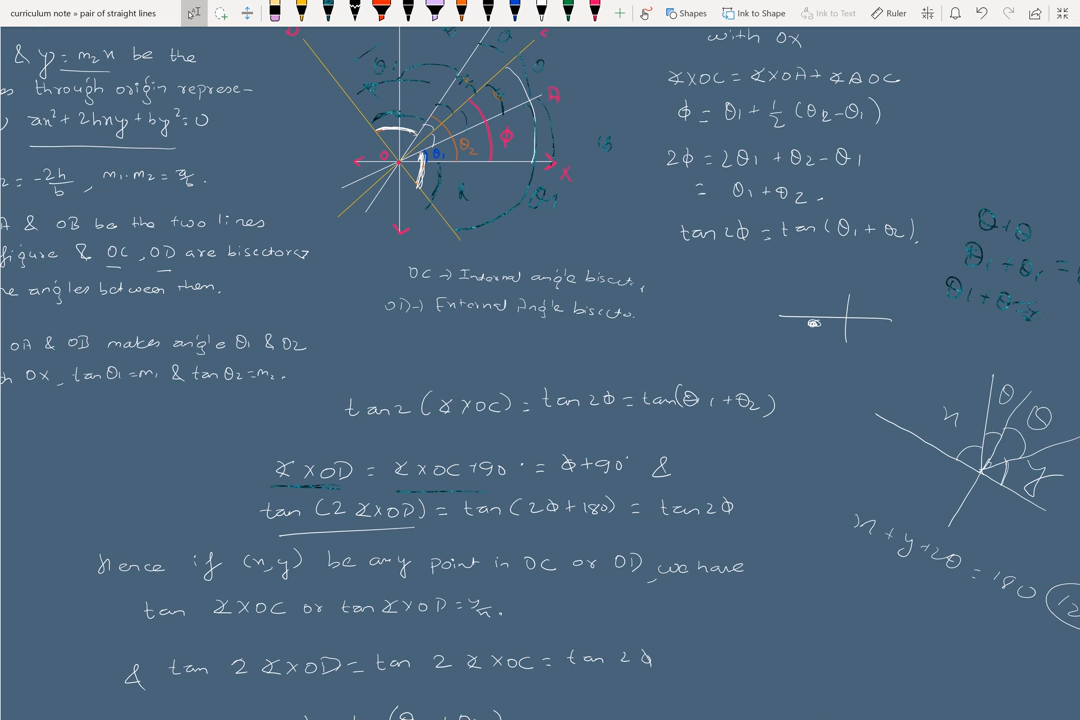 curriculum note » pair of straight lines
Shapes
Ink to Shape
Ink to Text
Ruler
& y = m₂x be the
through origin represe-
ax² + 2hxy + by² = 0
= -2h/b , m₁·m₂ = a/b.
A & OB be the two lines
figure & OC, OD are bisectors
angles between them.
OA & OB makes angle θ₁ & θ₂
OX, tanθ₁ = m₁ & tanθ₂ = m₂.
A
θ₁
θ₂
ϕ
O
X
α
OC → Internal angle bisect.
OD → External Angle bisector.
with OX
∡XOC = ∡XOA + ∡AOC
ϕ = θ₁ + 1/2 (θ₂ - θ₁)
2ϕ = 2θ₁ + θ₂ - θ₁
= θ₁ + θ₂.
tan 2ϕ = tan (θ₁ + θ₂).
θ + θ
tan 2 (∡XOC) = tan 2ϕ = tan(θ₁ + θ₂)
∡XOD = ∡XOC + 90° = ϕ + 90° &
tan (2 ∡XOD) = tan (2ϕ + 180) = tan 2ϕ
x
θ
θ
y
x + y + 2θ = 180
Hence if (x, y) be any point in OC or OD, we have
tan ∡XOC or tan ∡XOD = y/x.
& tan 2 ∡XOD = tan 2 ∡XOC = tan 2ϕ